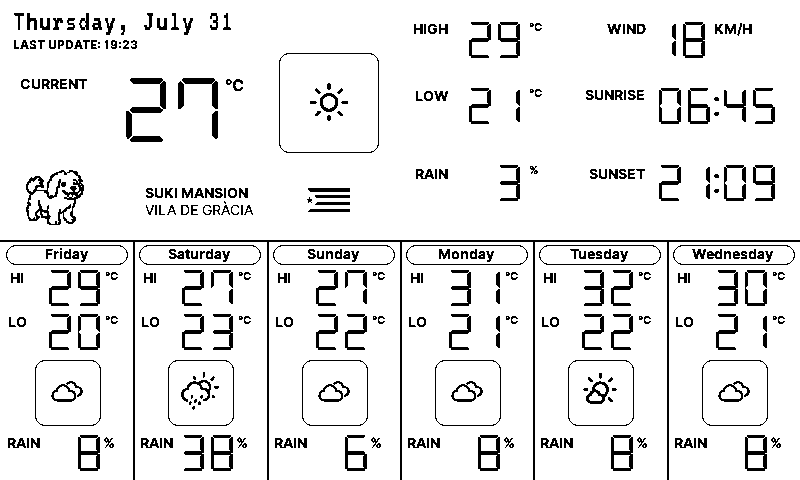 Thursday, July 31
LAST UPDATE: 19:23
CURRENT 27 °C
SUKI MANSION
VILA DE GRÀCIA
HIGH 29 °C
LOW 21 °C
RAIN 3 %
WIND 18 KM/H
SUNRISE 06:45
SUNSET 21:09
Friday
HI 29 °C
LO 20 °C
RAIN 8 %
Saturday
HI 27 °C
LO 23 °C
RAIN 38 %
Sunday
HI 27 °C
LO 22 °C
RAIN 6 %
Monday
HI 31 °C
LO 21 °C
RAIN 8 %
Tuesday
HI 32 °C
LO 22 °C
RAIN 8 %
Wednesday
HI 30 °C
LO 21 °C
RAIN 8 %